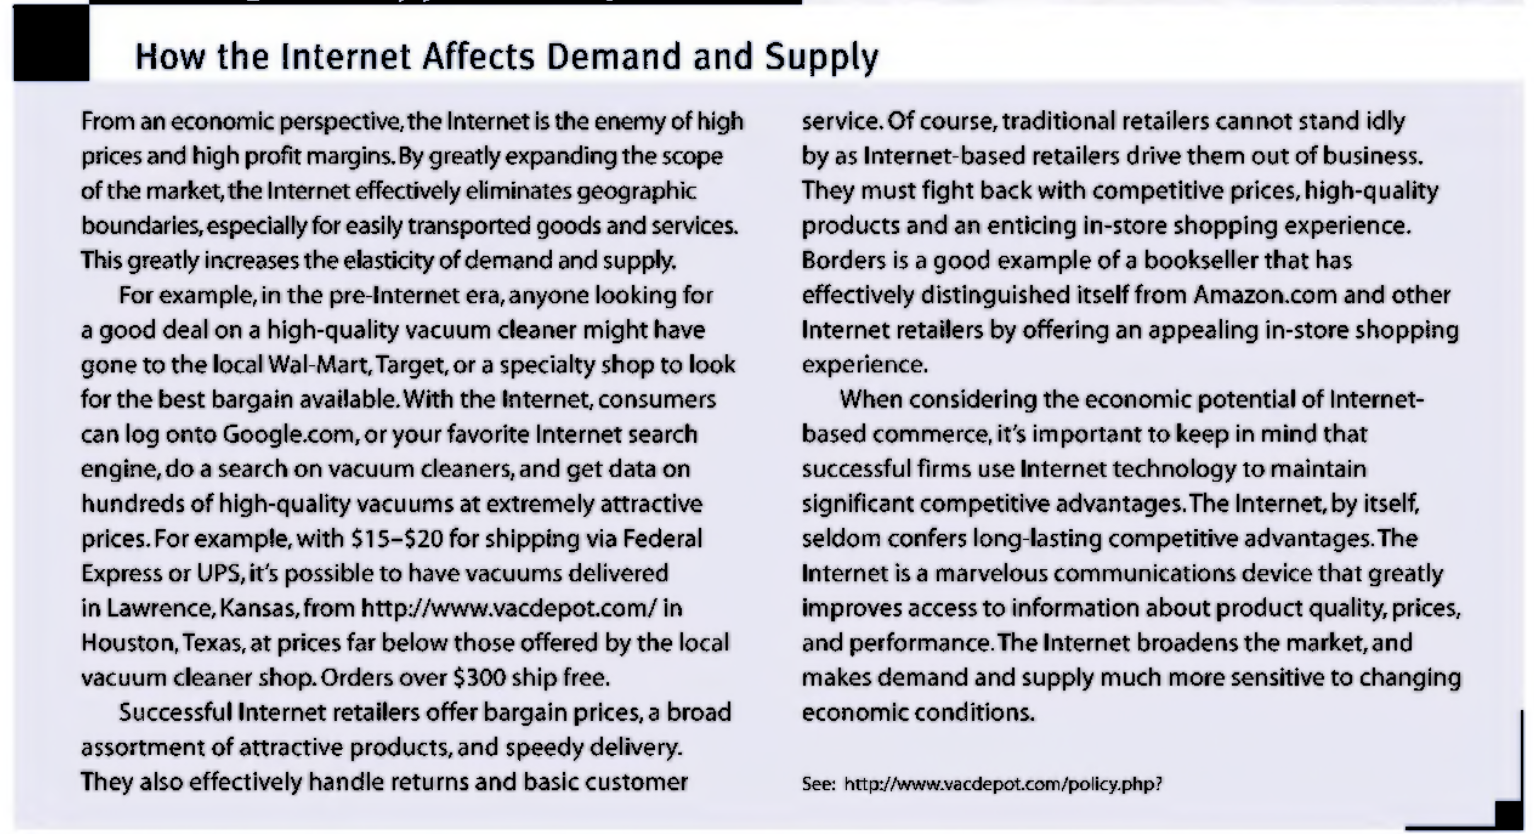 How the Internet Affects Demand and Supply
From an economic perspective, the Internet is the enemy of high
prices and high profit margins. By greatly expanding the scope
of the market, the Internet effectively eliminates geographic
boundaries, especially for easily transported goods and services.
This greatly increases the elasticity of demand and supply.
For example, in the pre-Internet era, anyone looking for
a good deal on a high-quality vacuum cleaner might have
gone to the local Wal-Mart, Target, or a specialty shop to look
for the best bargain available. With the Internet, consumers
can log onto Google.com, or your favorite Internet search
engine, do a search on vacuum cleaners, and get data on
hundreds of high-quality vacuums at extremely attractive
prices. For example, with $15–$20 for shipping via Federal
Express or UPS, it's possible to have vacuums delivered
in Lawrence, Kansas, from http://www.vacdepot.com/ in
Houston, Texas, at prices far below those offered by the local
vacuum cleaner shop. Orders over $300 ship free.
Successful Internet retailers offer bargain prices, a broad
assortment of attractive products, and speedy delivery.
They also effectively handle returns and basic customer
service. Of course, traditional retailers cannot stand idly
by as Internet-based retailers drive them out of business.
They must fight back with competitive prices, high-quality
products and an enticing in-store shopping experience.
Borders is a good example of a bookseller that has
effectively distinguished itself from Amazon.com and other
Internet retailers by offering an appealing in-store shopping
experience.
When considering the economic potential of Internet-
based commerce, it's important to keep in mind that
successful firms use Internet technology to maintain
significant competitive advantages. The Internet, by itself,
seldom confers long-lasting competitive advantages. The
Internet is a marvelous communications device that greatly
improves access to information about product quality, prices,
and performance. The Internet broadens the market, and
makes demand and supply much more sensitive to changing
economic conditions.
See: http://www.vacdepot.com/policy.php?